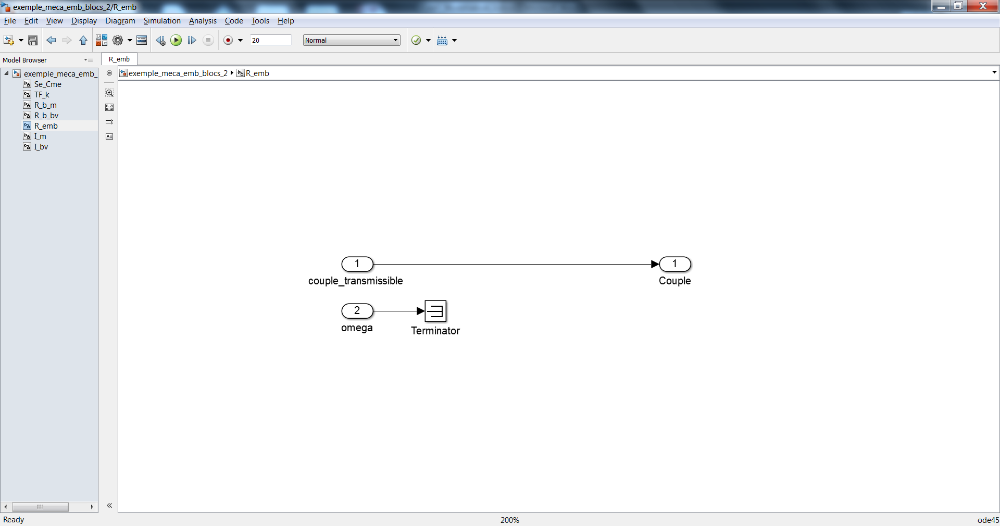 exemple_meca_emb_blocs_2/R_emb
File Edit View Display Diagram Simulation Analysis Code Tools Help
20 Normal
Model Browser
R_emb
exemple_meca_emb_
Se_Cme
TF_k
R_b_m
R_b_bv
R_emb
I_m
I_bv
exemple_meca_emb_blocs_2 R_emb
1
couple_transmissible
1
Couple
2
omega
Terminator
Ready 200% ode45